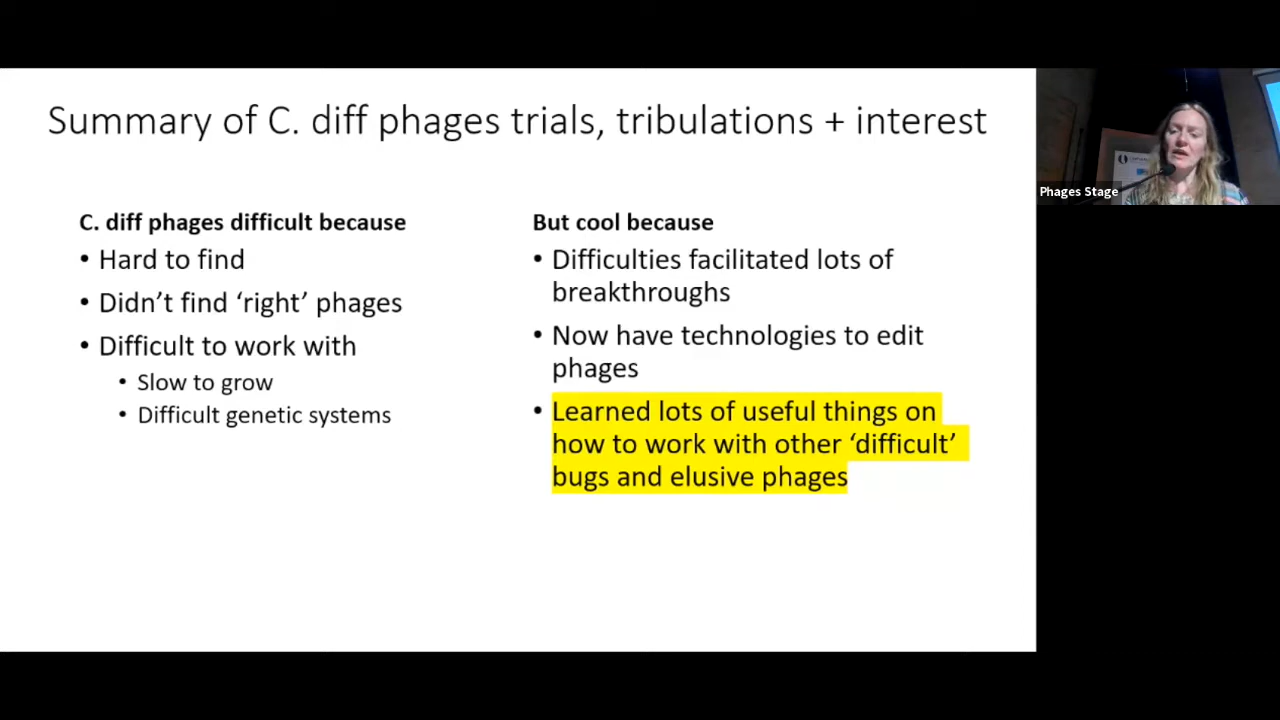 Summary of C. diff phages trials, tribulations + interest
C. diff phages difficult because
• Hard to find
• Didn’t find ‘right’ phages
• Difficult to work with
• Slow to grow
• Difficult genetic systems
But cool because
• Difficulties facilitated lots of
breakthroughs
• Now have technologies to edit
phages
• Learned lots of useful things on
how to work with other ‘difficult’
bugs and elusive phages
Phages Stage